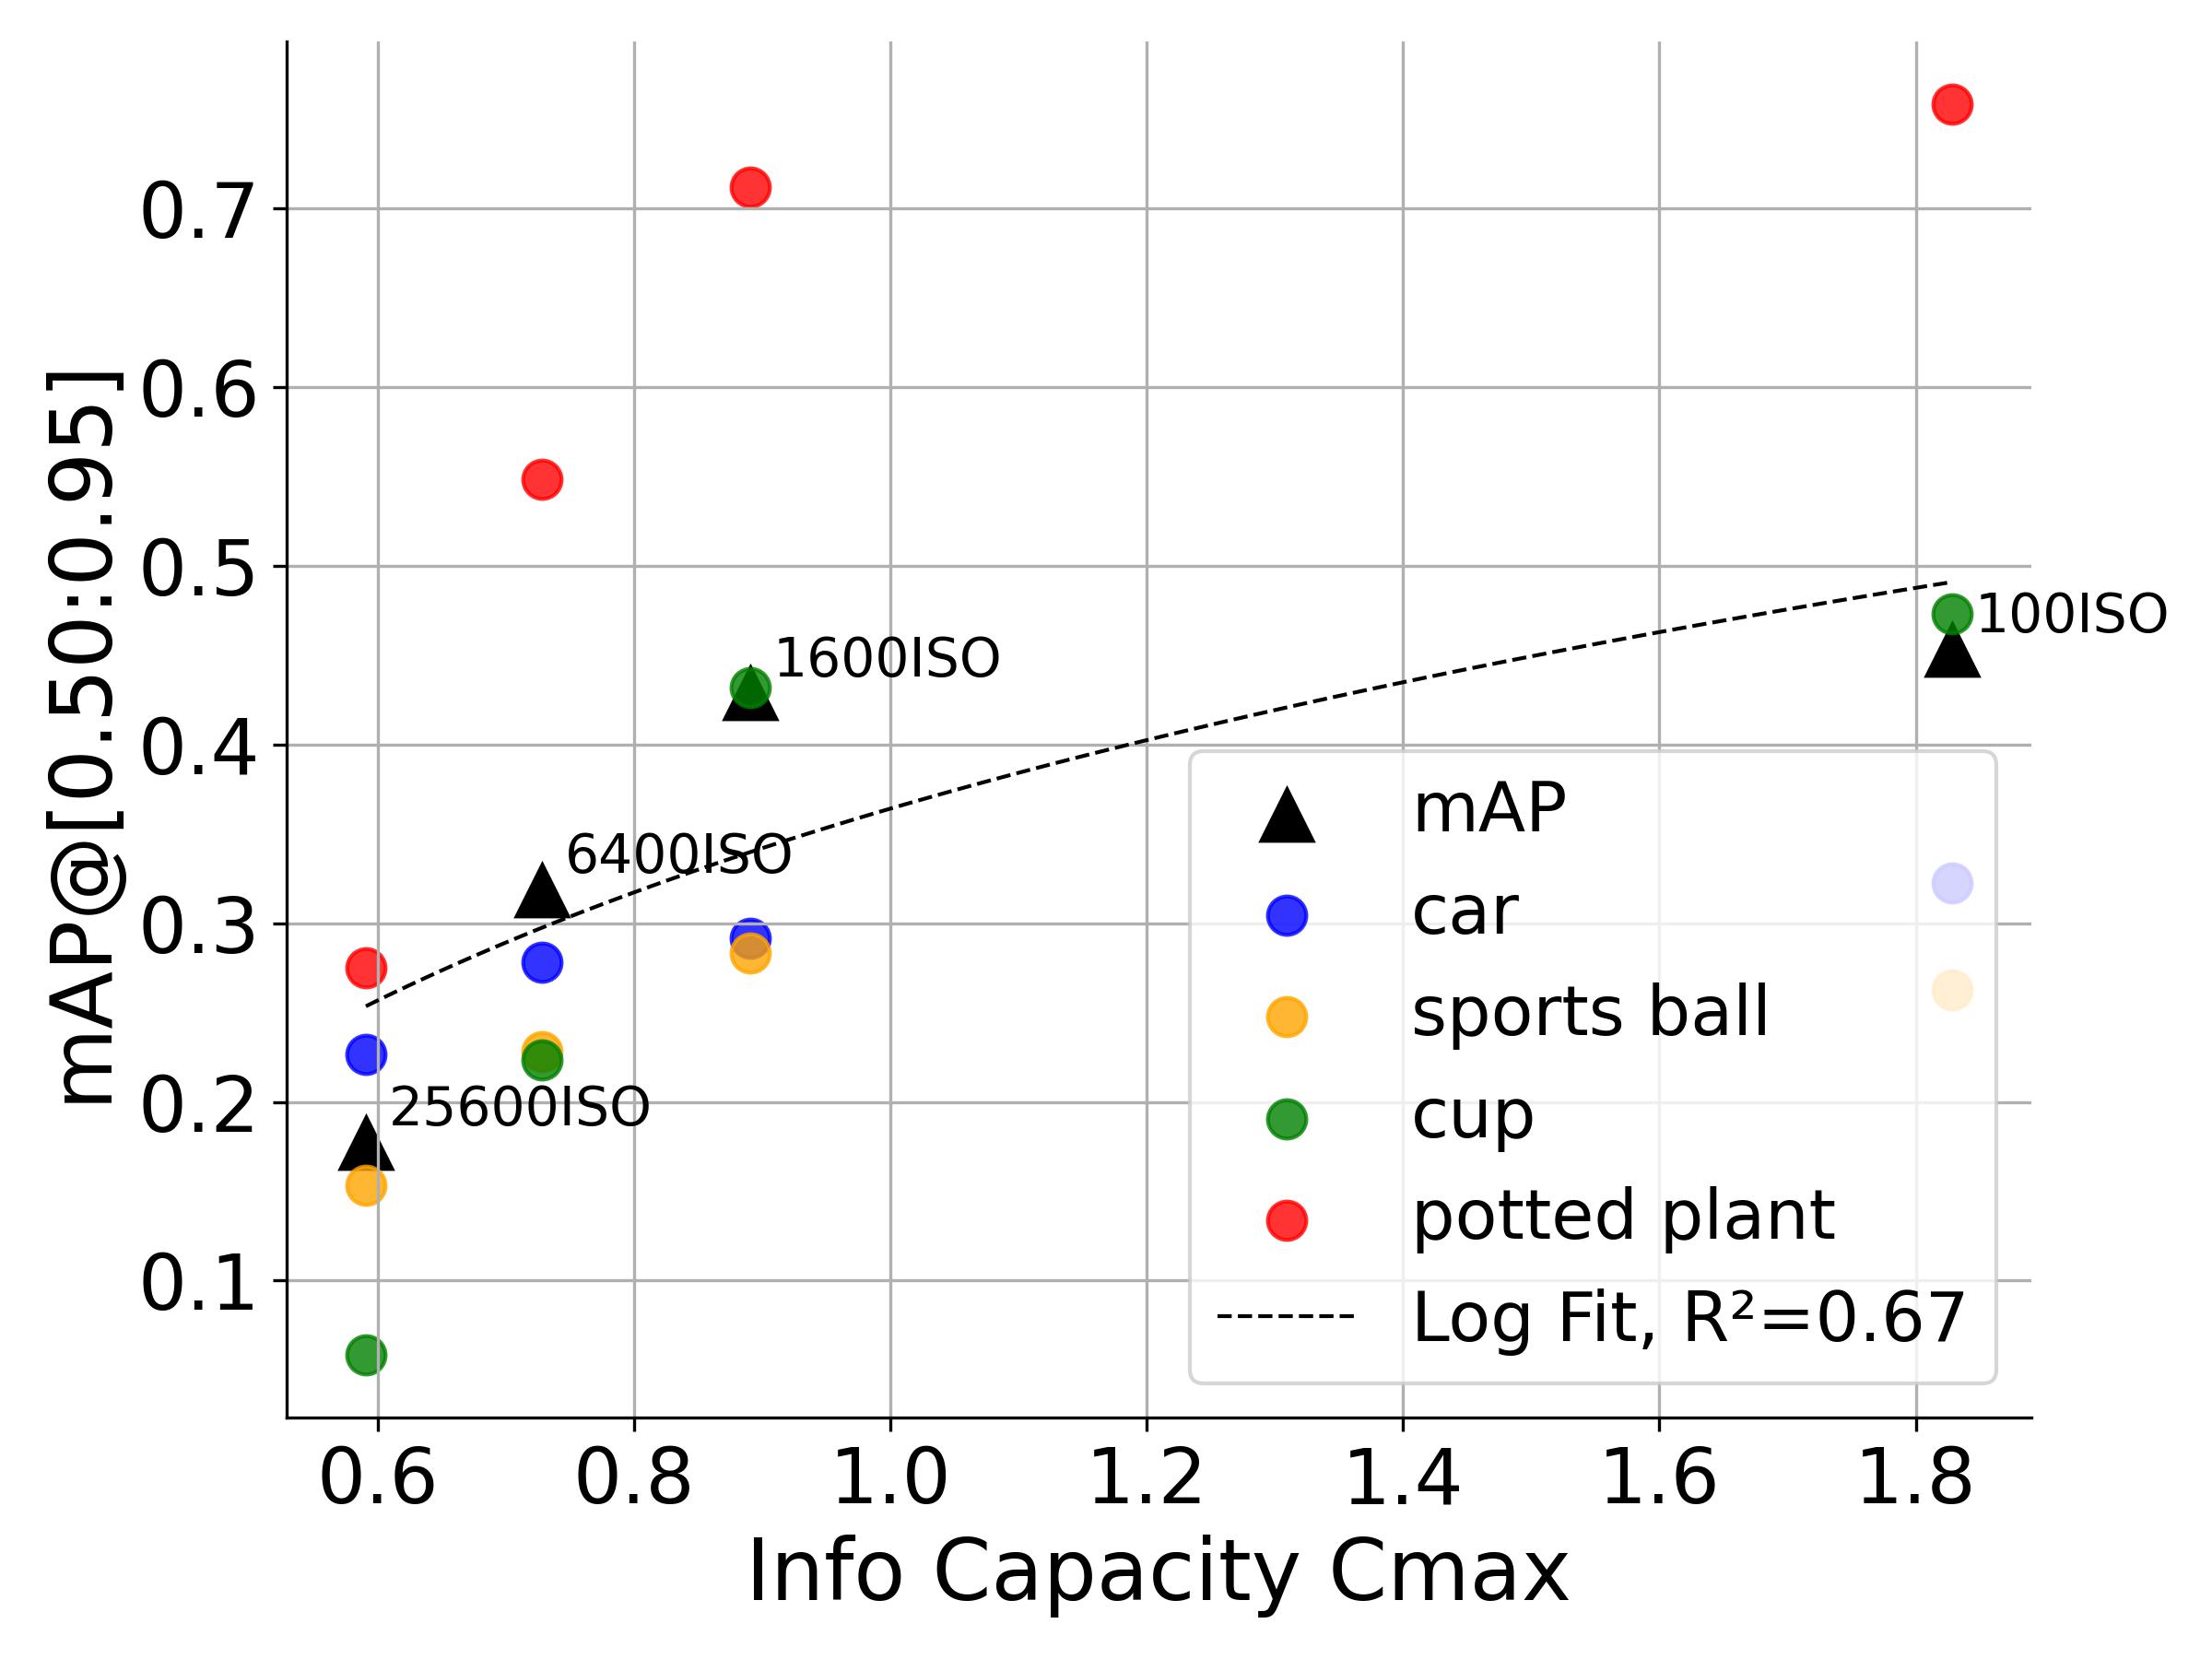 mAP@[0.50:0.95]
0.7
0.6
0.5
0.4
0.3
0.2
0.1
1600ISO
100ISO
6400ISO
25600ISO
mAP
car
sports ball
cup
potted plant
Log Fit, R²=0.67
0.6 0.8 1.0 1.2 1.4 1.6 1.8
Info Capacity Cmax